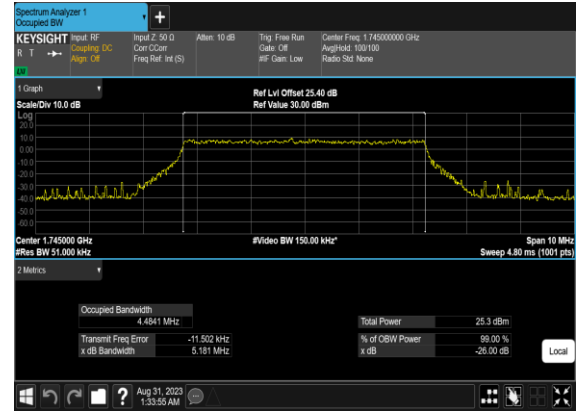 Spectrum Analyzer 1
Occupied BW
KEYSIGHT
R T
LU
Input: RF
Coupling: DC
Align: Off
Input Z: 50 Ω
Corr CCorr
Freq Ref: Int (S)
Atten: 10 dB
Trig: Free Run
Gate: Off
#IF Gain: Low
Center Freq: 1.745000000 GHz
Avg|Hold: 100/100
Radio Std: None
1 Graph
Scale/Div 10.0 dB
Ref Lvl Offset 25.40 dB
Ref Value 30.00 dBm
Log
20.0
10.0
0.00
-10.0
-20.0
-30.0
-40.0
-50.0
-60.0
Center 1.745000 GHz
#Res BW 51.000 kHz
#Video BW 150.00 kHz*
Span 10 MHz
Sweep 4.80 ms (1001 pts)
2 Metrics
Occupied Bandwidth
4.4841 MHz
Transmit Freq Error -11.502 kHz
x dB Bandwidth 5.181 MHz
Total Power 25.3 dBm
% of OBW Power 99.00 %
x dB -26.00 dB
Local
?
Aug 31, 2023
1:33:55 AM